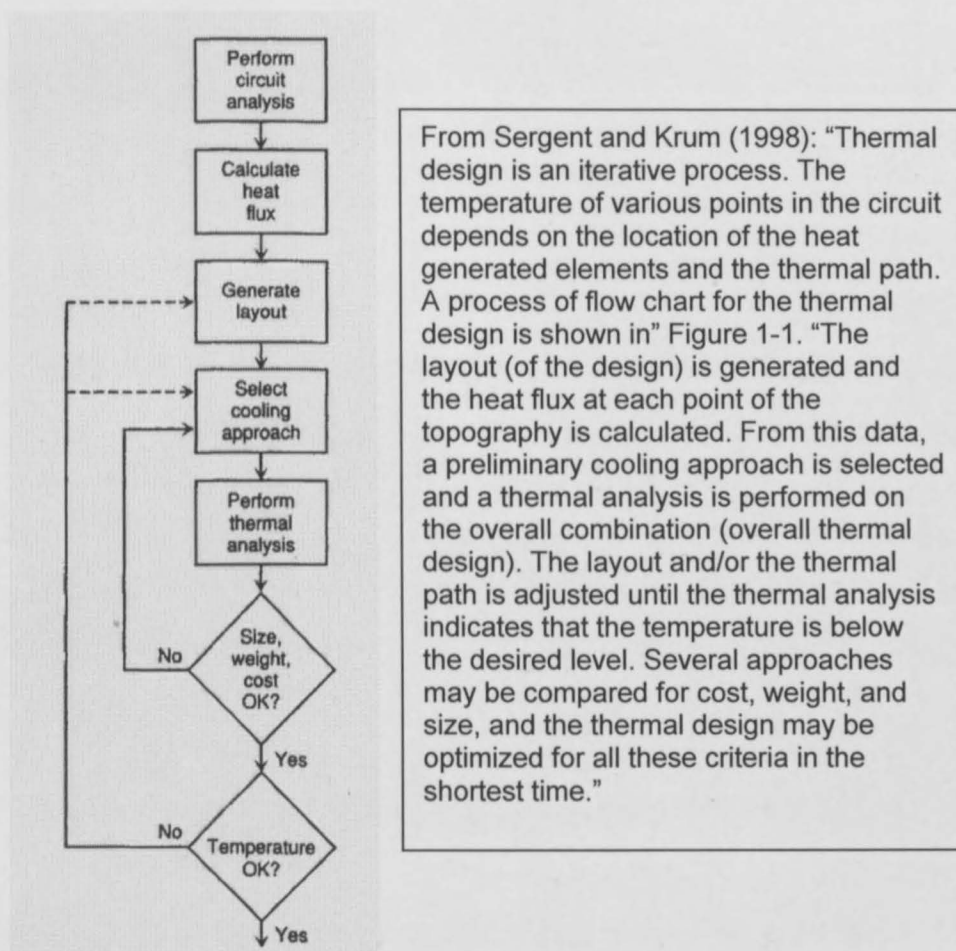 Perform
circuit
analysis
Calculate
heat
flux
Generate
layout
Select
cooling
approach
Perform
thermal
analysis
Size,
weight,
cost
OK?
No
Yes
Temperature
OK?
No
Yes
From Sergent and Krum (1998): “Thermal
design is an iterative process. The
temperature of various points in the circuit
depends on the location of the heat
generated elements and the thermal path.
A process of flow chart for the thermal
design is shown in” Figure 1-1. “The
layout (of the design) is generated and
the heat flux at each point of the
topography is calculated. From this data,
a preliminary cooling approach is selected
and a thermal analysis is performed on
the overall combination (overall thermal
design). The layout and/or the thermal
path is adjusted until the thermal analysis
indicates that the temperature is below
the desired level. Several approaches
may be compared for cost, weight, and
size, and the thermal design may be
optimized for all these criteria in the
shortest time.”